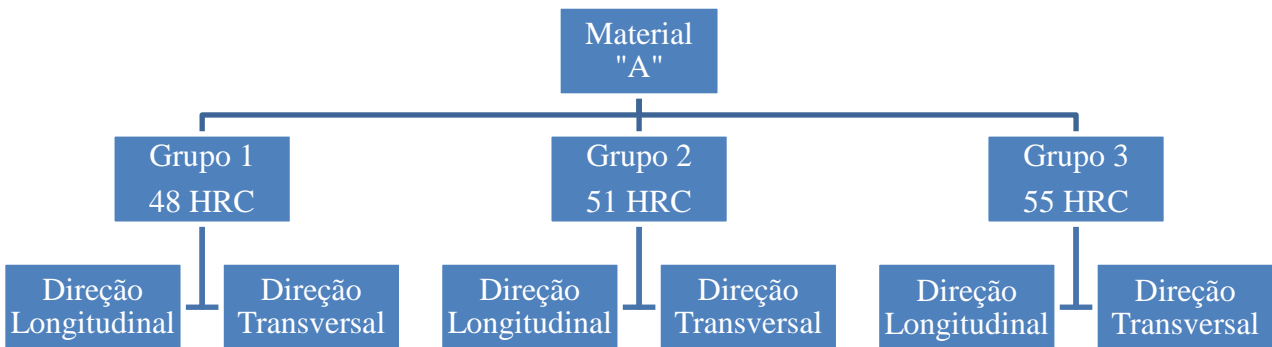 Material
"A"
Grupo 1
48 HRC
Grupo 2
51 HRC
Grupo 3
55 HRC
Direção
Longitudinal
Direção
Transversal
Direção
Longitudinal
Direção
Transversal
Direção
Longitudinal
Direção
Transversal